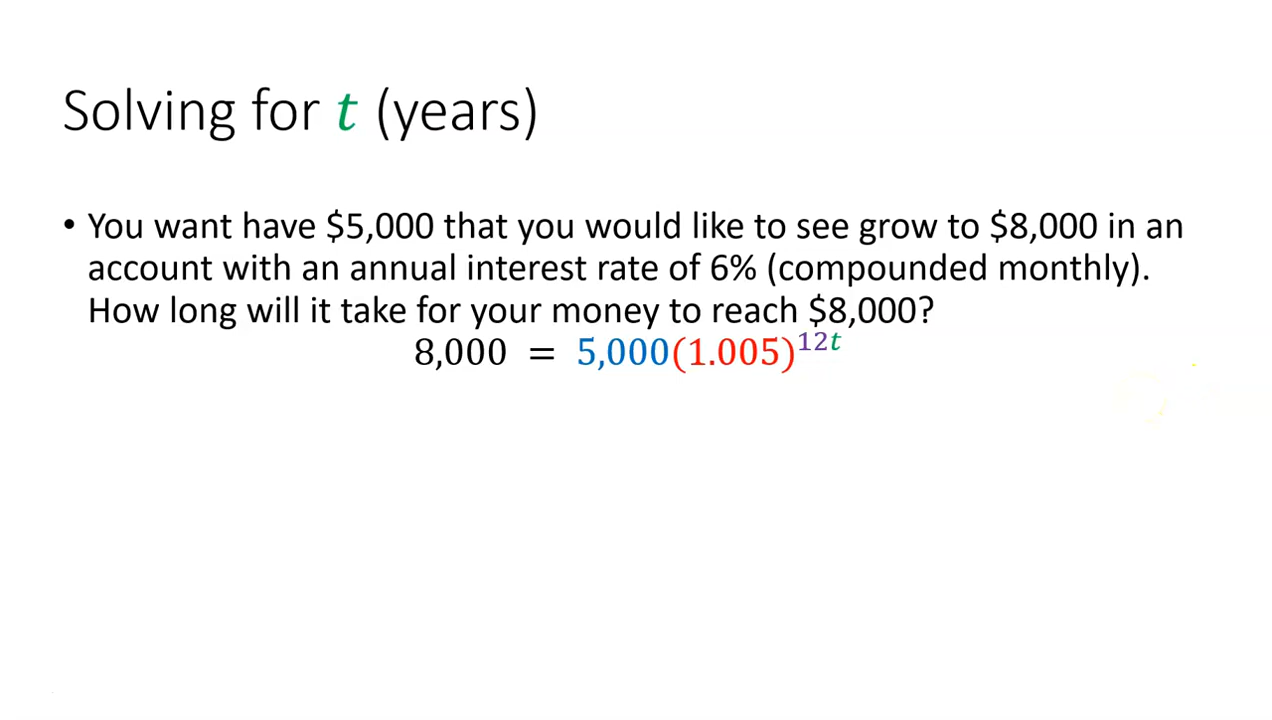 Solving for t (years)
• You want have $5,000 that you would like to see grow to $8,000 in an
account with an annual interest rate of 6% (compounded monthly).
How long will it take for your money to reach $8,000?
8,000 = 5,000(1.005)^{12t}